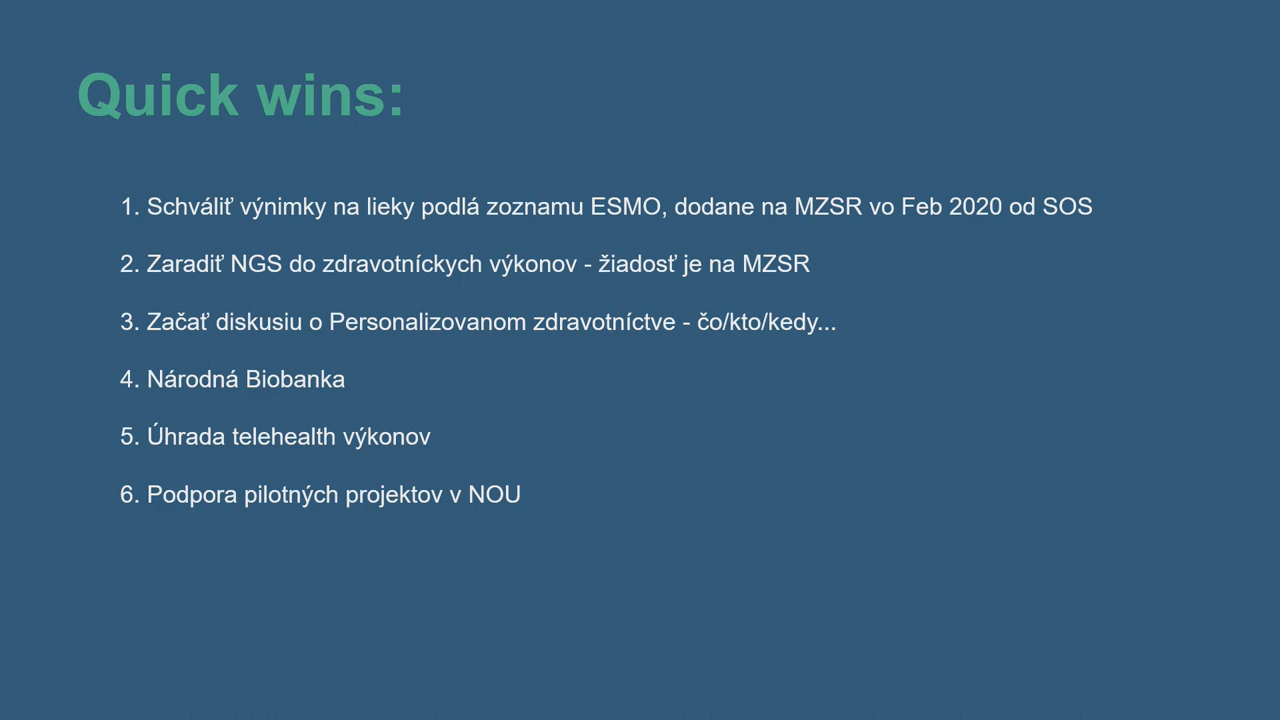 Quick wins:
1. Schváliť výnimky na lieky podlá zoznamu ESMO, dodane na MZSR vo Feb 2020 od SOS
2. Zaradiť NGS do zdravotníckych výkonov - žiadosť je na MZSR
3. Začať diskusiu o Personalizovanom zdravotníctve - čo/kto/kedy...
4. Národná Biobanka
5. Úhrada telehealth výkonov
6. Podpora pilotných projektov v NOU